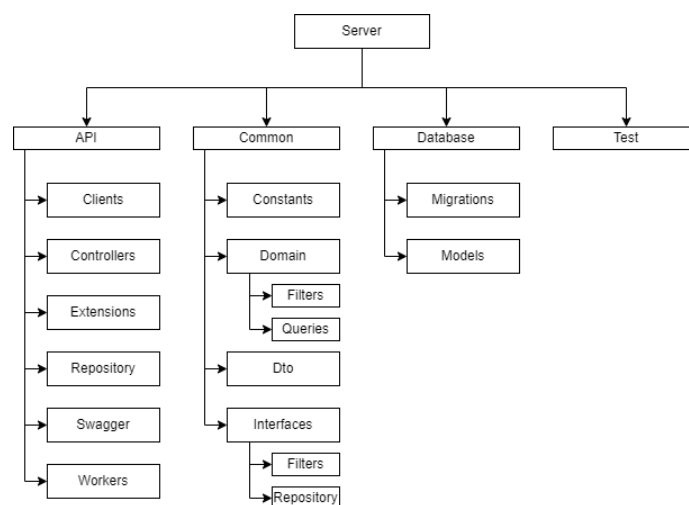 Server
API
Common
Database
Test
Clients
Constants
Migrations
Controllers
Domain
Models
Extensions
Filters
Queries
Repository
Dto
Swagger
Interfaces
Workers
Filters
Repository